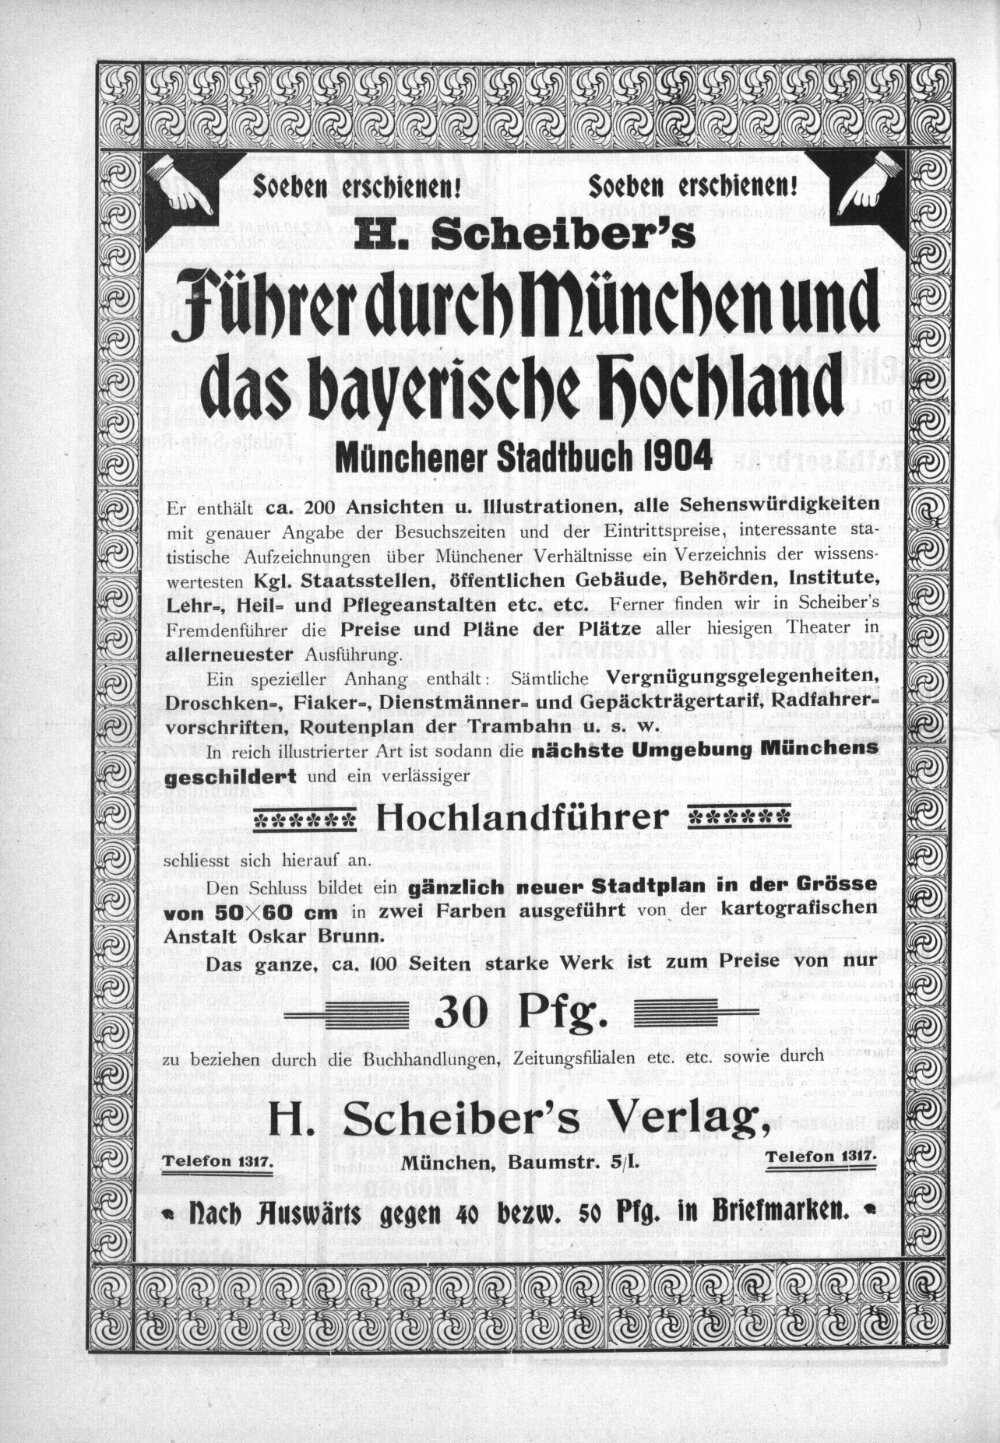 Soeben erschienen! Soeben erschienen!
H. Scheiber's
Führer durch München und
das bayerische Hochland
Münchener Stadtbuch 1904
Er enthält ca. 200 Ansichten u. Illustrationen, alle Sehenswürdigkeiten
mit genauer Angabe der Besuchszeiten und der Eintrittspreise, interessante sta-
tistische Aufzeichnungen über Münchener Verhältnisse ein Verzeichnis der wissens-
wertesten Kgl. Staatsstellen, öffentlichen Gebäude, Behörden, Institute,
Lehr-, Heil- und Pflegeanstalten etc. etc. Ferner finden wir in Scheiber's
Fremdenführer die Preise und Pläne der Plätze aller hiesigen Theater in
allerneuester Ausführung.
Ein spezieller Anhang enthält: Sämtliche Vergnügungsgelegenheiten,
Droschken-, Fiaker-, Dienstmänner- und Gepäckträgertarif, Radfahrer-
vorschriften, Routenplan der Trambahn u. s. w.
In reich illustrierter Art ist sodann die nächste Umgebung Münchens
geschildert und ein verlässiger
Hochlandführer
schliesst sich hierauf an.
Den Schluss bildet ein gänzlich neuer Stadtplan in der Grösse
von 50×60 cm in zwei Farben ausgeführt von der kartografischen
Anstalt Oskar Brunn.
Das ganze, ca. 100 Seiten starke Werk ist zum Preise von nur
30 Pfg.
zu beziehen durch die Buchhandlungen, Zeitungsfilialen etc. etc. sowie durch
H. Scheiber's Verlag,
Telefon 1317. München, Baumstr. 5/I. Telefon 1317.
Nach Auswärts gegen 40 bezw. 50 Pfg. in Briefmarken.